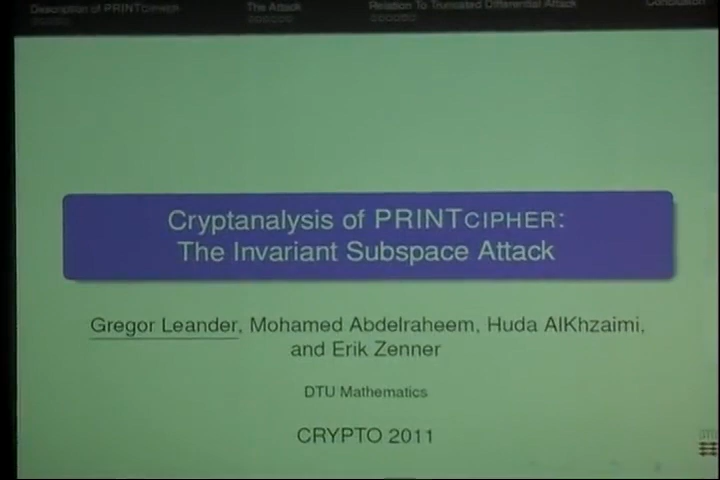 Description of PRINTCIPHER The Attack Relation To Truncated Differential Attack Conclusion
Cryptanalysis of PRINTCIPHER:
The Invariant Subspace Attack
Gregor Leander, Mohamed Abdelraheem, Huda AlKhzaimi,
and Erik Zenner
DTU Mathematics
CRYPTO 2011
DTU